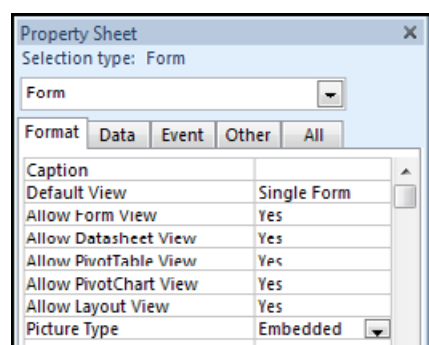 Property Sheet
Selection type: Form
Form
Format Data Event Other All
Caption
Default View Single Form
Allow Form View Yes
Allow Datasheet View Yes
Allow PivotTable View Yes
Allow PivotChart View Yes
Allow Layout View Yes
Picture Type Embedded